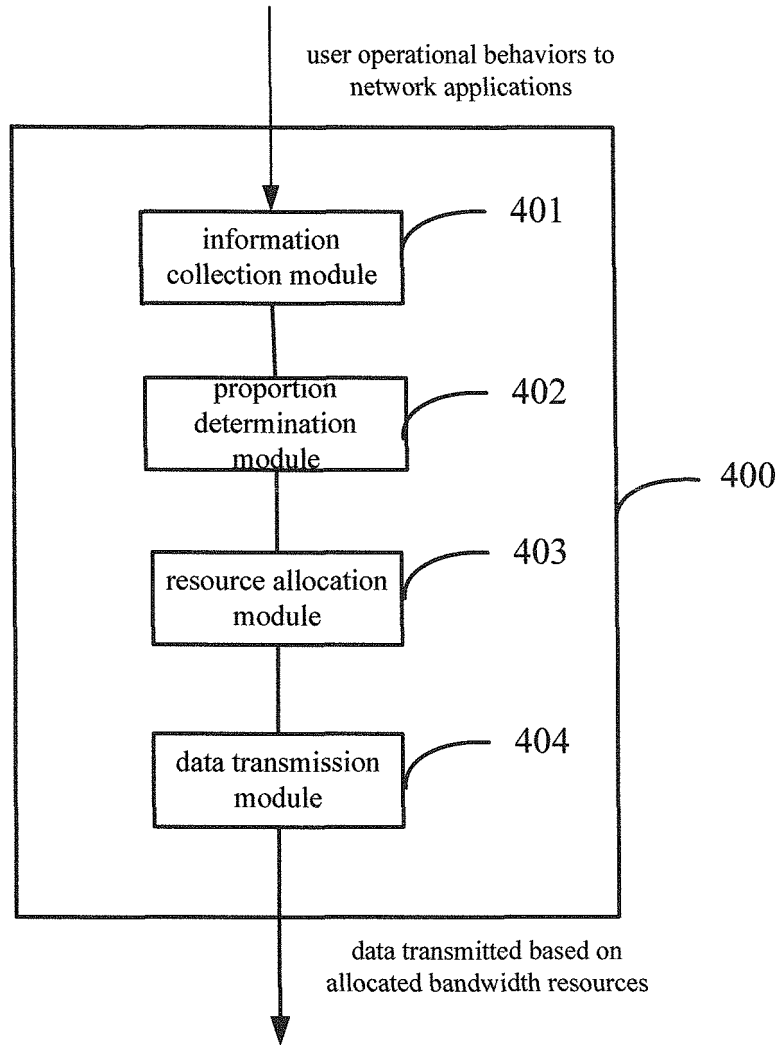 user operational behaviors to
network applications
401
information
collection module
402
proportion
determination
module
400
403
resource allocation
module
404
data transmission
module
data transmitted based on
allocated bandwidth resources